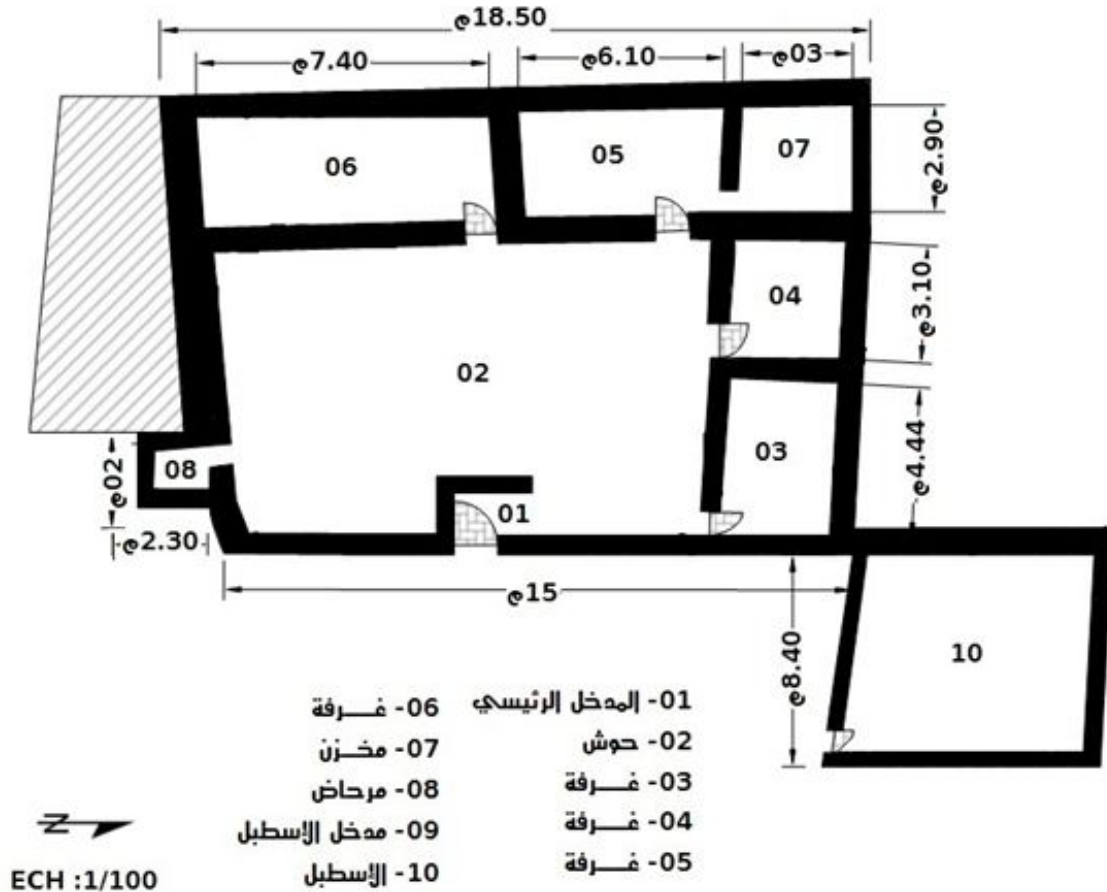 18.50م
7.40م
6.10م
03م
06
05
07
2.90م
04
3.10م
02
03
4.44م
08
02م
01
2.30م
15م
8.40م
10
01- المدخل الرئيسي
02- حوش
03- غـــرفة
04- غـــرفة
05- غـــرفة
06- غـــرفة
07- مخـــزن
08- مرحاض
09- مدخل الإسطبل
10- الإسطبل
N
ECH :1/100